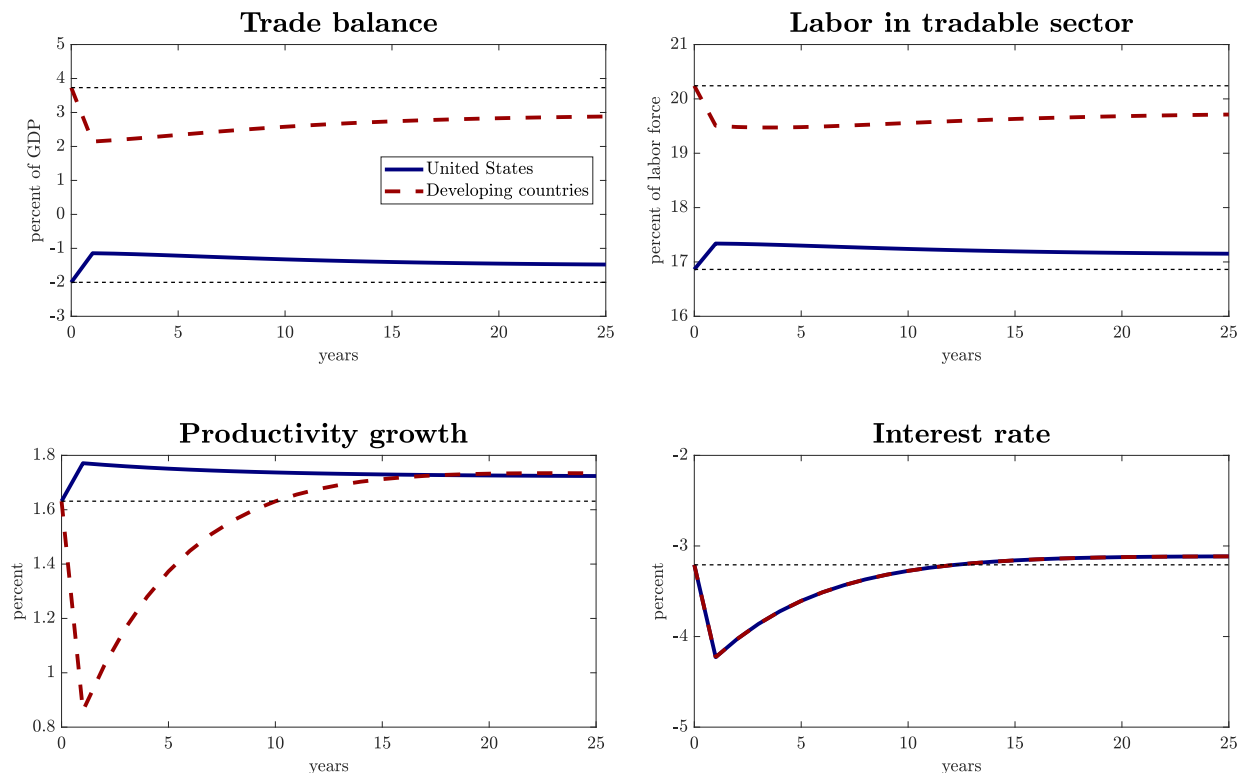 Trade balance
5
4
3
2
1
0
-1
-2
-3
percent of GDP
United States
Developing countries
0 5 10 15 20 25
years
Labor in tradable sector
21
20
19
18
17
16
percent of labor force
0 5 10 15 20 25
years
Productivity growth
1.8
1.6
1.4
1.2
1
0.8
percent
0 5 10 15 20 25
years
Interest rate
-2
-3
-4
-5
percent
0 5 10 15 20 25
years